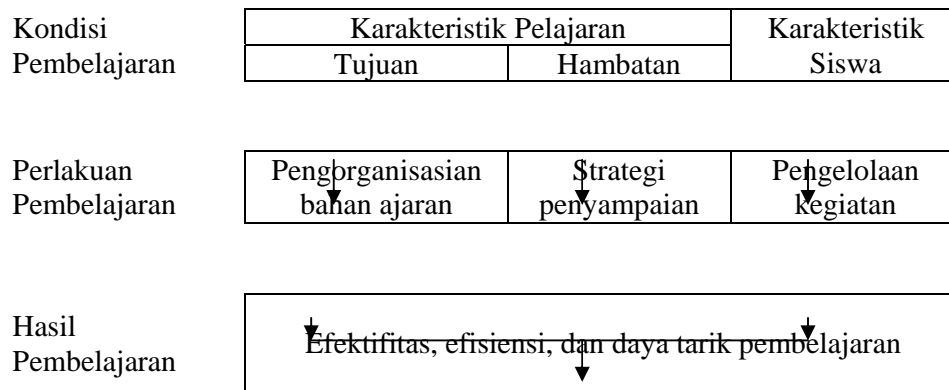 Kondisi
Pembelajaran
Karakteristik Pelajaran
Karakteristik
Siswa
Tujuan
Hambatan
Perlakuan
Pembelajaran
Pengorganisasian
bahan ajaran
Strategi
penyampaian
Pengelolaan
kegiatan
Hasil
Pembelajaran
Efektifitas, efisiensi, dan daya tarik pembelajaran